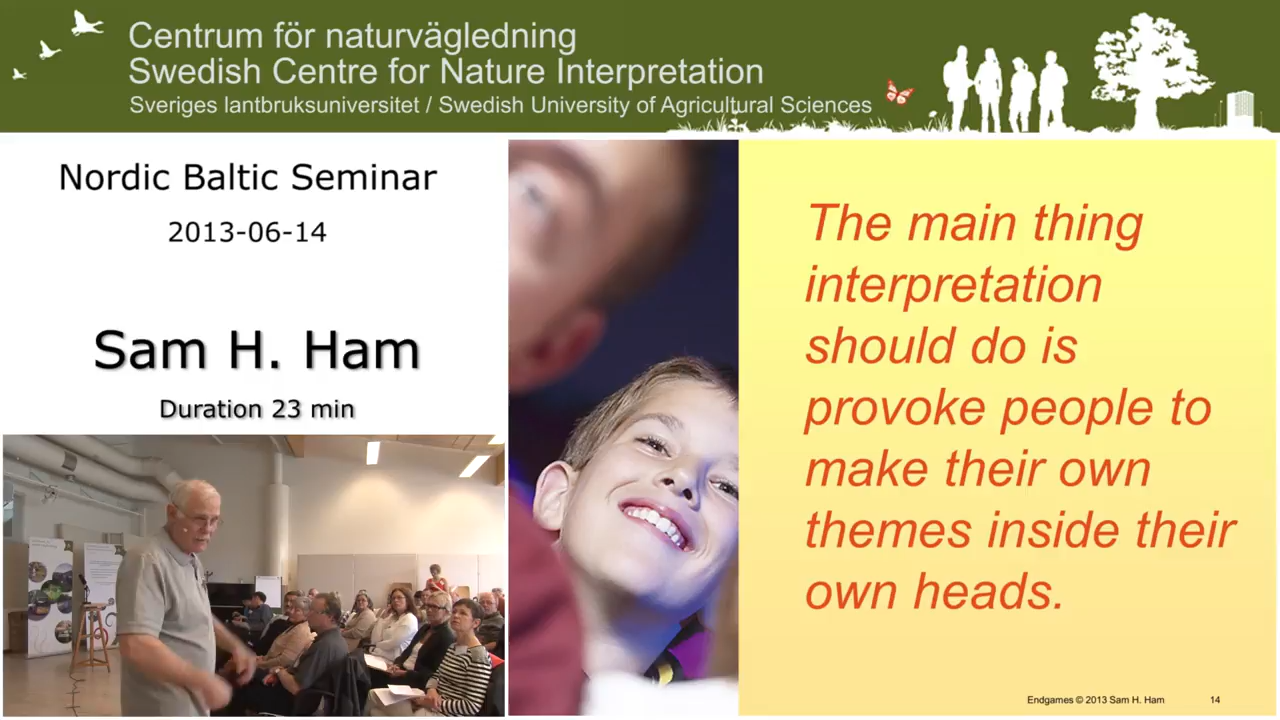 Centrum för naturvägledning
Swedish Centre for Nature Interpretation
Sveriges lantbruksuniversitet / Swedish University of Agricultural Sciences
Nordic Baltic Seminar
2013-06-14
Sam H. Ham
Duration 23 min
The main thing
interpretation
should do is
provoke people to
make their own
themes inside their
own heads.
Endgames © 2013 Sam H. Ham 14